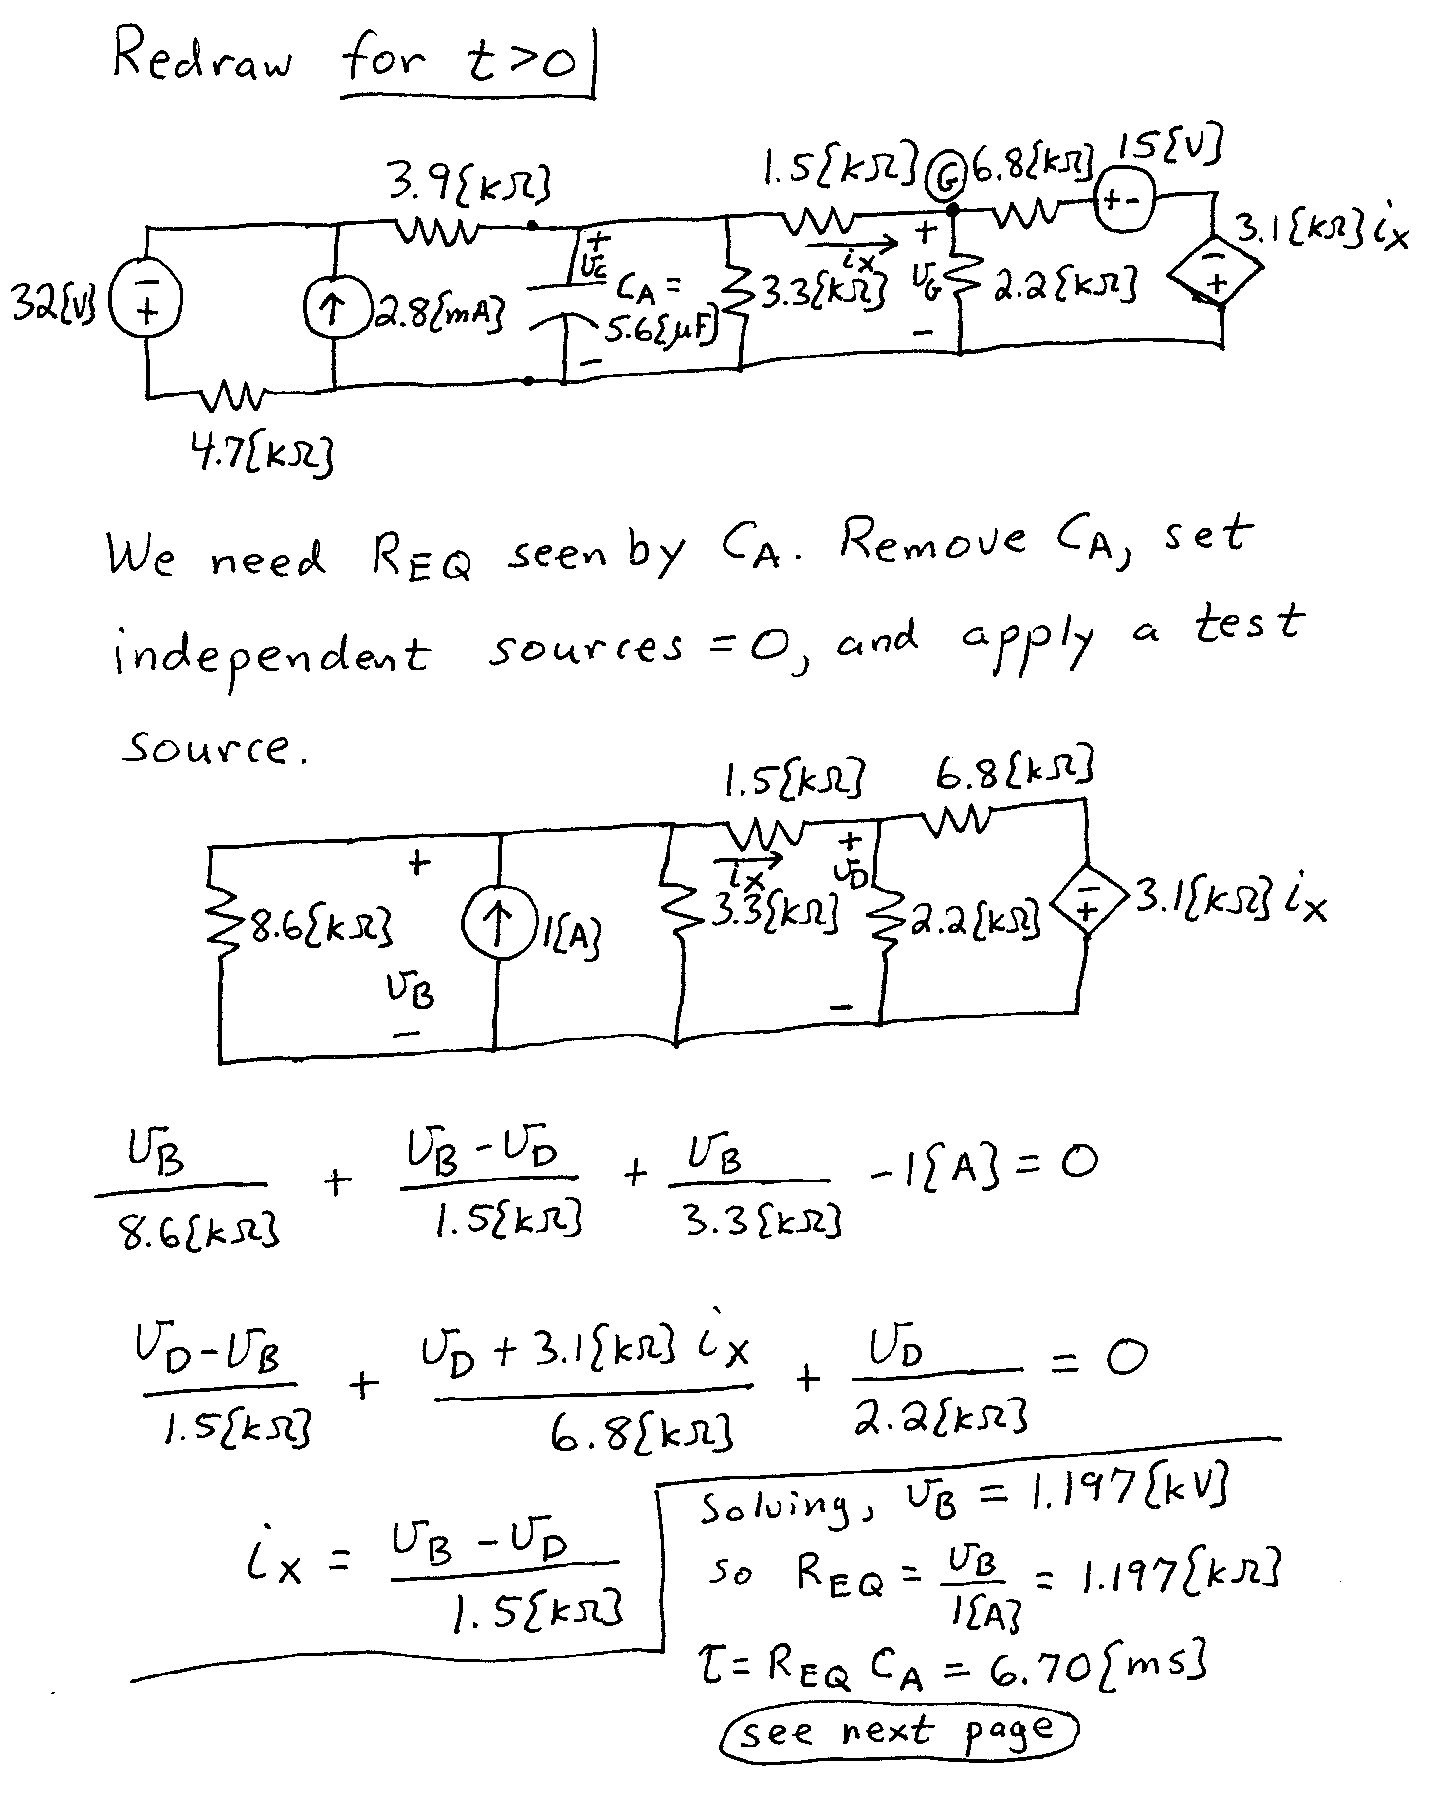 Redraw for t>0
1.5{kΩ} G 6.8{kΩ} 15{V}
3.9{kΩ}
+ - 3.1{kΩ} iX
32{V} - + 2.8{mA} + vC - CA = 5.6{μF} 3.3{kΩ} iX + vG - 2.2{kΩ} - +
4.7{kΩ}
We need REQ seen by CA. Remove CA, set
independent sources = 0, and apply a test
source.
1.5{kΩ} 6.8{kΩ}
8.6{kΩ} + vB - 1{A} iX 3.3{kΩ} + vD - 2.2{kΩ} - + 3.1{kΩ} iX
vB/8.6{kΩ} + (vB - vD)/1.5{kΩ} + vB/3.3{kΩ} - 1{A} = 0
(vD - vB)/1.5{kΩ} + (vD + 3.1{kΩ} iX)/6.8{kΩ} + vD/2.2{kΩ} = 0
iX = (vB - vD)/1.5{kΩ}
Solving, vB = 1.197{kV}
so REQ = vB/1{A} = 1.197{kΩ}
τ = REQ CA = 6.70{ms}
see next page